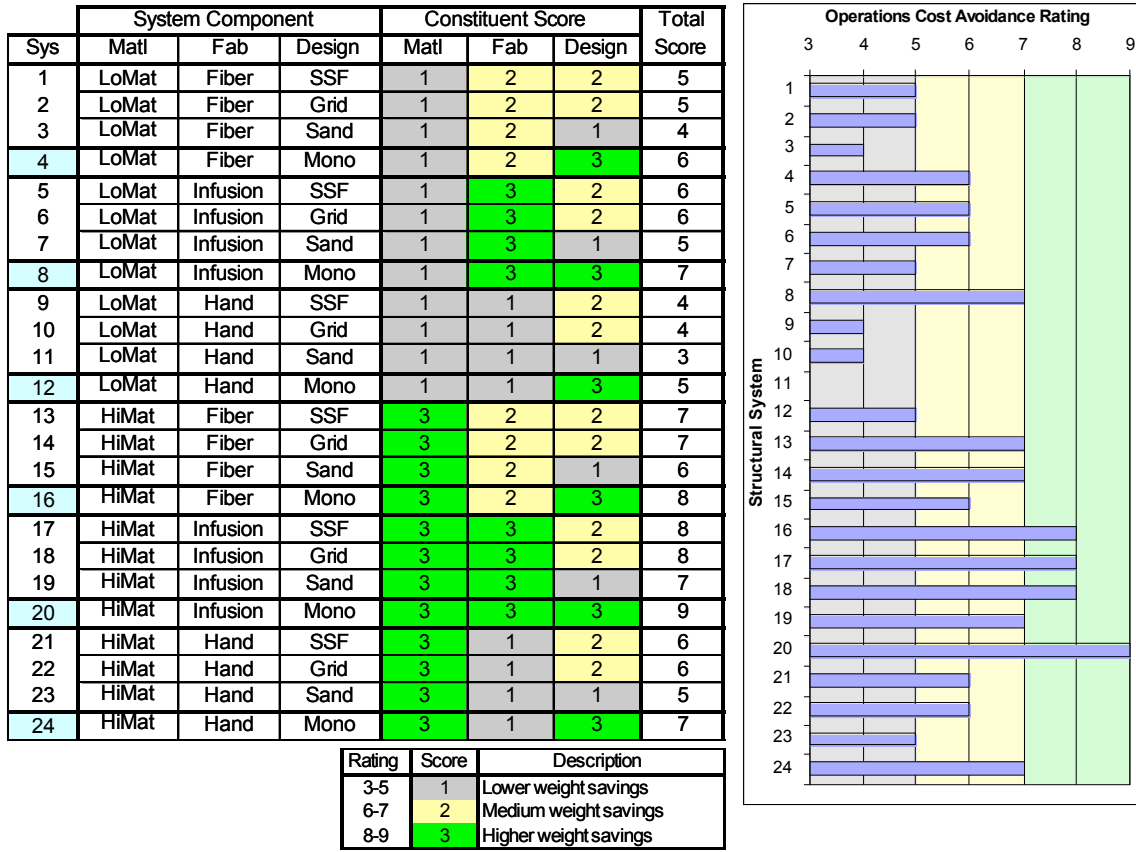 System Component Constituent Score Total
Sys Matl Fab Design Matl Fab Design Score
1 LoMat Fiber SSF 1 2 2 5
2 LoMat Fiber Grid 1 2 2 5
3 LoMat Fiber Sand 1 2 1 4
4 LoMat Fiber Mono 1 2 3 6
5 LoMat Infusion SSF 1 3 2 6
6 LoMat Infusion Grid 1 3 2 6
7 LoMat Infusion Sand 1 3 1 5
8 LoMat Infusion Mono 1 3 3 7
9 LoMat Hand SSF 1 1 2 4
10 LoMat Hand Grid 1 1 2 4
11 LoMat Hand Sand 1 1 1 3
12 LoMat Hand Mono 1 1 3 5
13 HiMat Fiber SSF 3 2 2 7
14 HiMat Fiber Grid 3 2 2 7
15 HiMat Fiber Sand 3 2 1 6
16 HiMat Fiber Mono 3 2 3 8
17 HiMat Infusion SSF 3 3 2 8
18 HiMat Infusion Grid 3 3 2 8
19 HiMat Infusion Sand 3 3 1 7
20 HiMat Infusion Mono 3 3 3 9
21 HiMat Hand SSF 3 1 2 6
22 HiMat Hand Grid 3 1 2 6
23 HiMat Hand Sand 3 1 1 5
24 HiMat Hand Mono 3 1 3 7
Rating Score Description
3-5 1 Lower weight savings
6-7 2 Medium weight savings
8-9 3 Higher weight savings
Operations Cost Avoidance Rating
3 4 5 6 7 8 9
Structural System
1
2
3
4
5
6
7
8
9
10
11
12
13
14
15
16
17
18
19
20
21
22
23
24